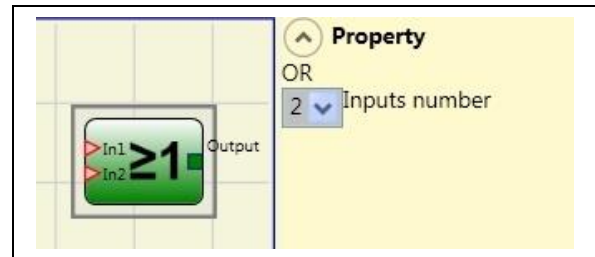 Property
OR
2 Inputs number
In1 ≥1 Output
In2